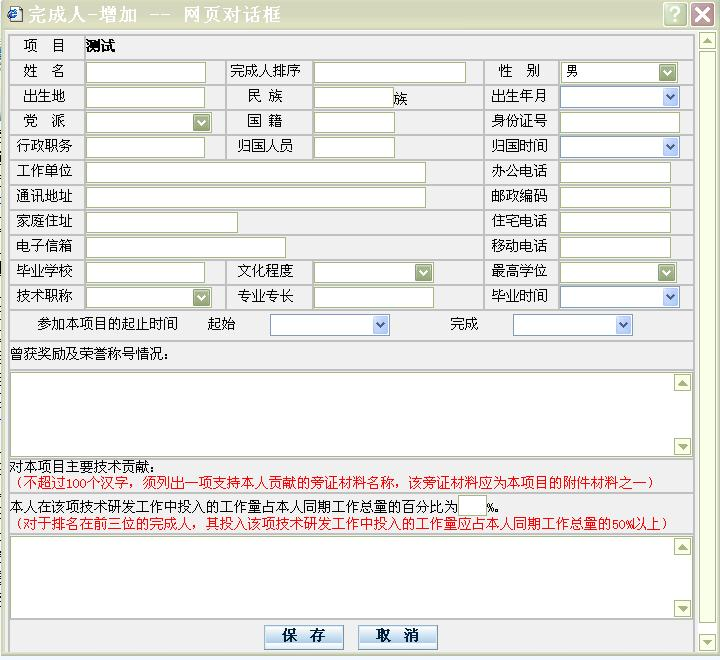 完成人-增加 -- 网页对话框
项 目 测试
姓 名 完成人排序 性 别 男
出生地 民 族 族 出生年月
党 派 国 籍 身份证号
行政职务 归国人员 归国时间
工作单位 办公电话
通讯地址 邮政编码
家庭住址 住宅电话
电子信箱 移动电话
毕业学校 文化程度 最高学位
技术职称 专业专长 毕业时间
参加本项目的起止时间 起始 完成
曾获奖励及荣誉称号情况:
对本项目主要技术贡献:
(不超过100个汉字，须列出一项支持本人贡献的旁证材料名称，该旁证材料应为本项目的附件材料之一)
本人在该项技术研发工作中投入的工作量占本人同期工作总量的百分比为 %。
(对于排名在前三位的完成人，其投入该项技术研发工作中投入的工作量应占本人同期工作总量的50%以上)
保 存 取 消